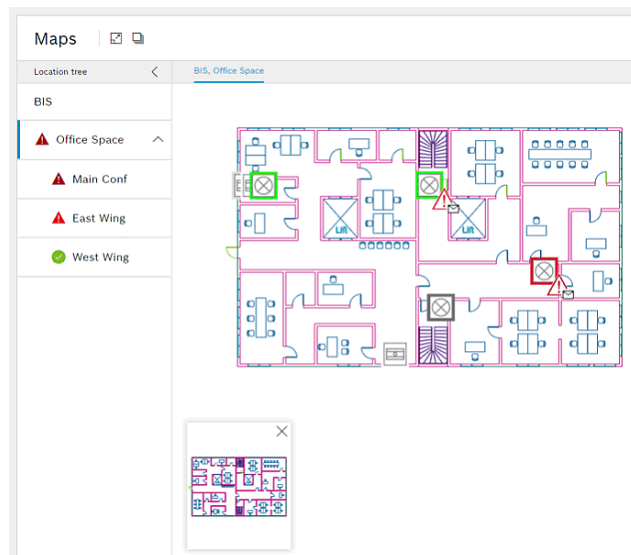 Maps
Location tree
BIS, Office Space
BIS
Office Space
Main Conf
East Wing
West Wing
Lift
Lift